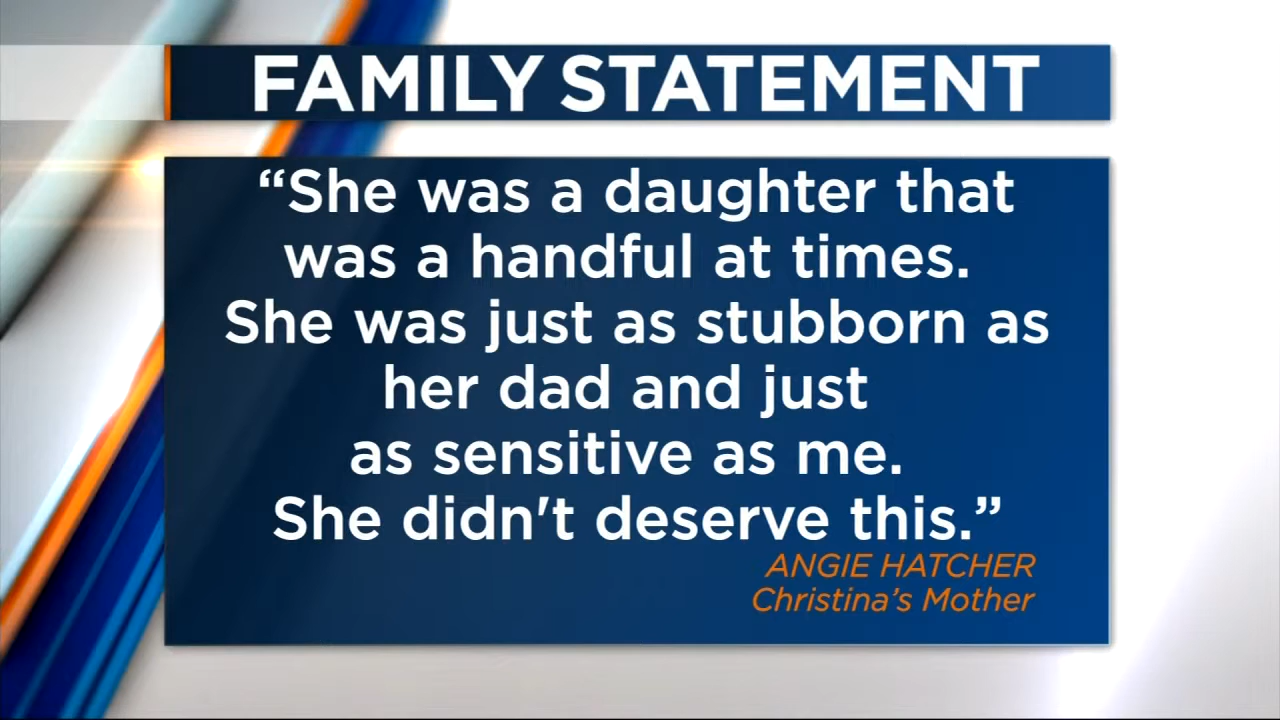 FAMILY STATEMENT
“She was a daughter that
was a handful at times.
She was just as stubborn as
her dad and just
as sensitive as me.
She didn't deserve this.”
ANGIE HATCHER
Christina’s Mother